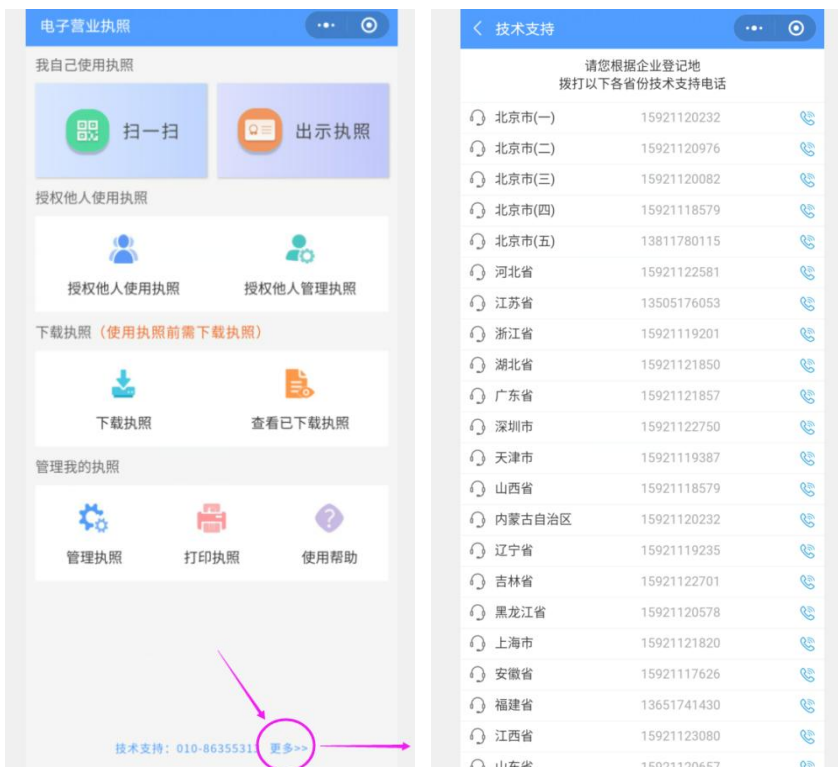 电子营业执照
我自己使用执照
扫一扫
出示执照
授权他人使用执照
授权他人使用执照
授权他人管理执照
下载执照（使用执照前需下载执照）
下载执照
查看已下载执照
管理我的执照
管理执照
打印执照
使用帮助
技术支持：010-8635531 更多>>
技术支持
请您根据企业登记地
拨打以下各省份技术支持电话
北京市(一) 15921120232
北京市(二) 15921120976
北京市(三) 15921120082
北京市(四) 15921118579
北京市(五) 13811780115
河北省 15921122581
江苏省 13505176053
浙江省 15921119201
湖北省 15921121850
广东省 15921121857
深圳市 15921122750
天津市 15921119387
山西省 15921118579
内蒙古自治区 15921120232
辽宁省 15921119235
吉林省 15921122701
黑龙江省 15921120578
上海市 15921121820
安徽省 15921117626
福建省 13651741430
江西省 15921123080
山东省 15921120657